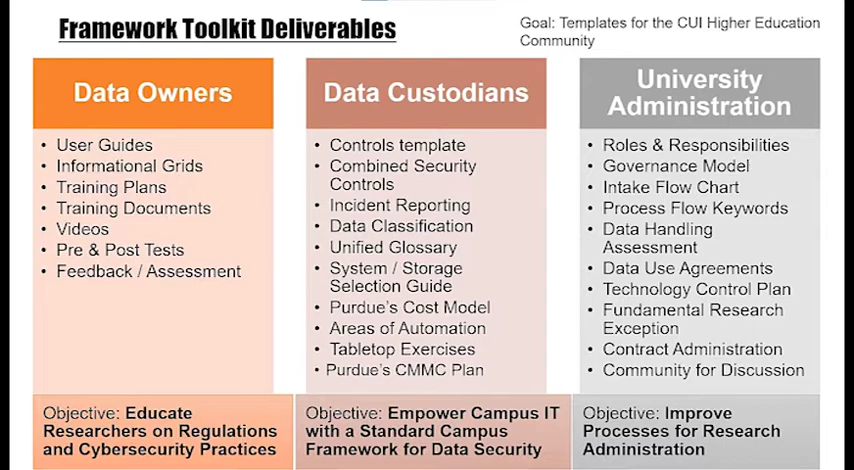 Framework Toolkit Deliverables
Goal: Templates for the CUI Higher Education
Community
Data Owners
• User Guides
• Informational Grids
• Training Plans
• Training Documents
• Videos
• Pre & Post Tests
• Feedback / Assessment
Objective: Educate
Researchers on Regulations
and Cybersecurity Practices
Data Custodians
• Controls template
• Combined Security
Controls
• Incident Reporting
• Data Classification
• Unified Glossary
• System / Storage
Selection Guide
• Purdue's Cost Model
• Areas of Automation
• Tabletop Exercises
• Purdue's CMMC Plan
Objective: Empower Campus IT
with a Standard Campus
Framework for Data Security
University
Administration
• Roles & Responsibilities
• Governance Model
• Intake Flow Chart
• Process Flow Keywords
• Data Handling
Assessment
• Data Use Agreements
• Technology Control Plan
• Fundamental Research
Exception
• Contract Administration
• Community for Discussion
Objective: Improve
Processes for Research
Administration